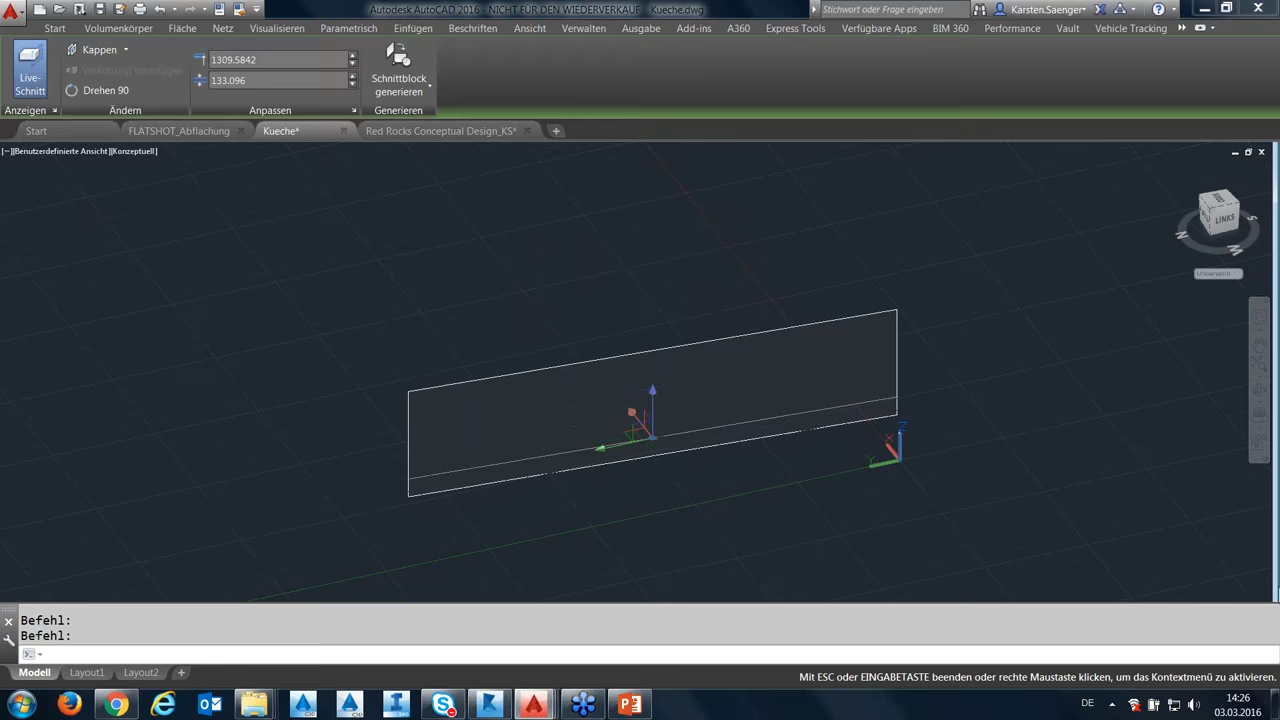 Autodesk AutoCAD 2016 - NICHT FÜR DEN WIEDERVERKAUF Kueche.dwg
Stichwort oder Frage eingeben
Karsten.Saenger
Start Volumenkörper Fläche Netz Visualisieren Parametrisch Einfügen Beschriften Ansicht Verwalten Ausgabe Add-ins A360 Express Tools Verfügbare Apps BIM 360 Performance Vault Vehicle Tracking
Live-
Schnitt
Kappen
Verkürzung hinzufügen
Drehen 90
1309.5842
133.096
Schnittblock
generieren
Anzeigen Ändern Anpassen Generieren
Start FLATSHOT_Abflachung Kueche* Red Rocks Conceptual Design_KS*
[−][Benutzerdefinierte Ansicht][Konzeptuell]
LINKS
N
S
Unbenannt
Z
X
Y
Befehl:
Befehl:
Modell Layout1 Layout2 +
Mit ESC oder EINGABETASTE beenden oder rechte Maustaste klicken, um das Kontextmenü zu aktivieren.
DE
14:26
03.03.2016